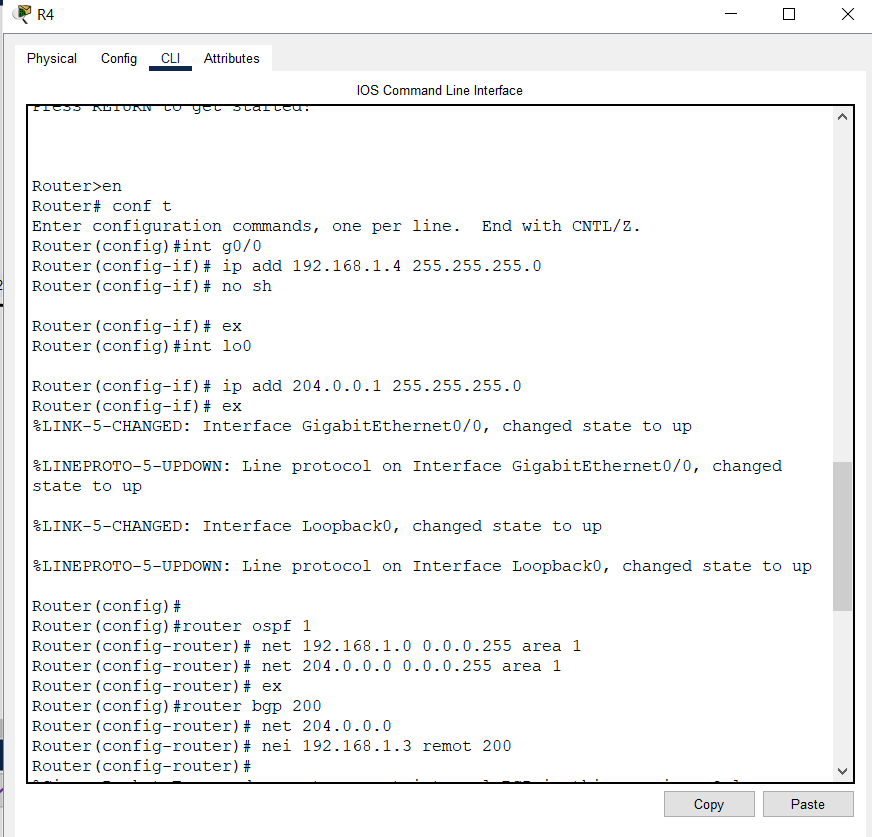 R4
Physical Config CLI Attributes
IOS Command Line Interface
Press RETURN to get started.
Router>en
Router# conf t
Enter configuration commands, one per line.  End with CNTL/Z.
Router(config)#int g0/0
Router(config-if)# ip add 192.168.1.4 255.255.255.0
Router(config-if)# no sh
Router(config-if)# ex
Router(config)#int lo0
Router(config-if)# ip add 204.0.0.1 255.255.255.0
Router(config-if)# ex
%LINK-5-CHANGED: Interface GigabitEthernet0/0, changed state to up
%LINEPROTO-5-UPDOWN: Line protocol on Interface GigabitEthernet0/0, changed
state to up
%LINK-5-CHANGED: Interface Loopback0, changed state to up
%LINEPROTO-5-UPDOWN: Line protocol on Interface Loopback0, changed state to up
Router(config)#
Router(config)#router ospf 1
Router(config-router)# net 192.168.1.0 0.0.0.255 area 1
Router(config-router)# net 204.0.0.0 0.0.0.255 area 1
Router(config-router)# ex
Router(config)#router bgp 200
Router(config-router)# net 204.0.0.0
Router(config-router)# nei 192.168.1.3 remot 200
Router(config-router)#
Copy Paste